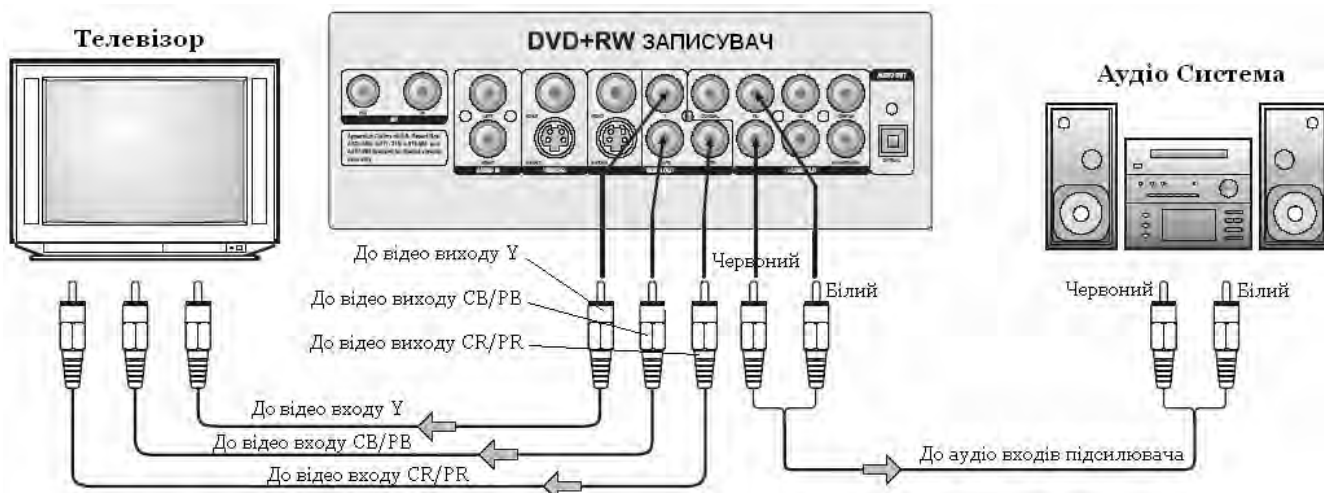 Телевізор
DVD+RW ЗАПИСУВАЧ
Аудіо Система
AUDIO OUT
До відео виходу Y
До відео виходу CB/PB
До відео виходу CR/PR
Червоний
Білий
Червоний
Білий
До відео входу Y
До відео входу CB/PB
До відео входу CR/PR
До аудіо входів підсилювача